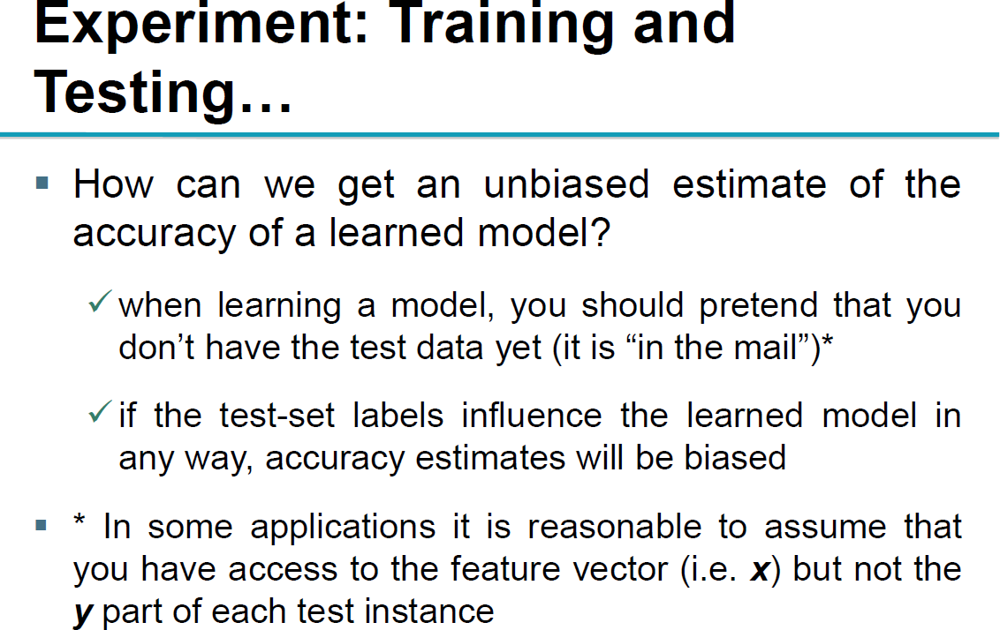 Experiment: Training and
Testing…
▪ How can we get an unbiased estimate of the
accuracy of a learned model?
✓ when learning a model, you should pretend that you
don’t have the test data yet (it is “in the mail”)*
✓ if the test-set labels influence the learned model in
any way, accuracy estimates will be biased
▪ * In some applications it is reasonable to assume that
you have access to the feature vector (i.e. x) but not the
y part of each test instance